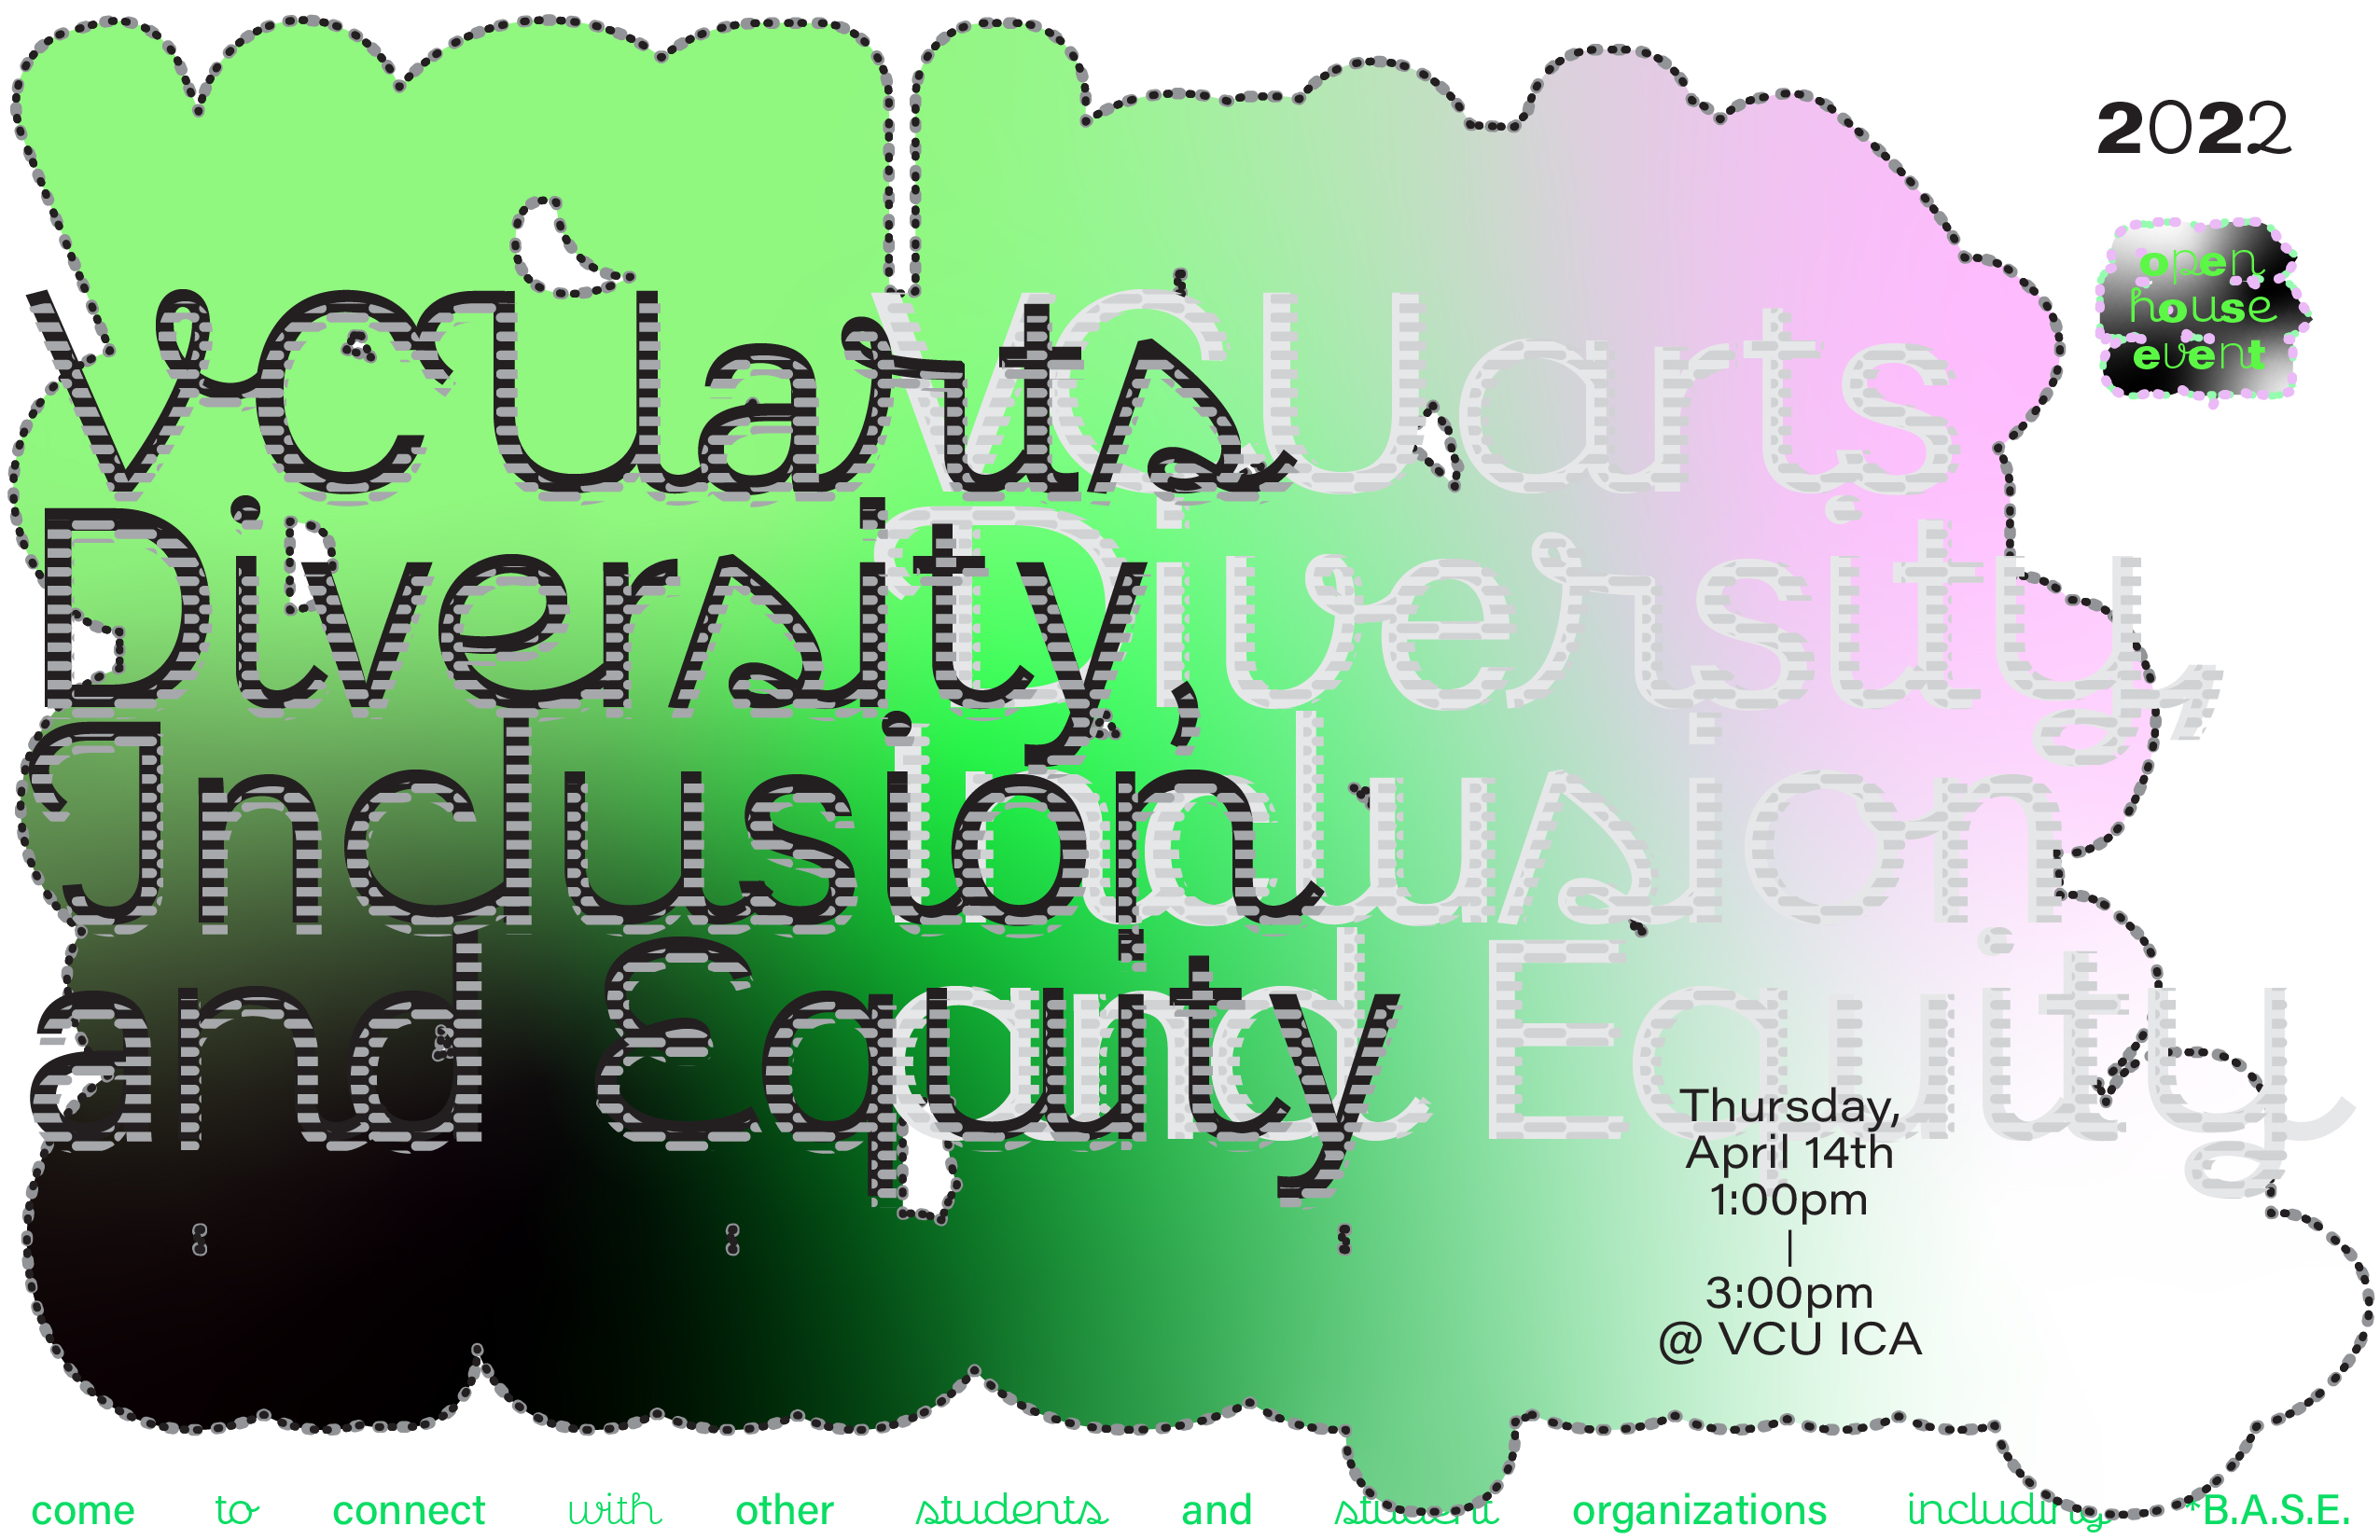 2022
open
house
event
VCUarts
Diversity,
Inclusion
and Equity
VCUarts
Diversity,
Inclusion
and Equity
Thursday,
April 14th
1:00pm
|
3:00pm
@ VCU ICA
come to connect with other students and student organizations including *B.A.S.E.